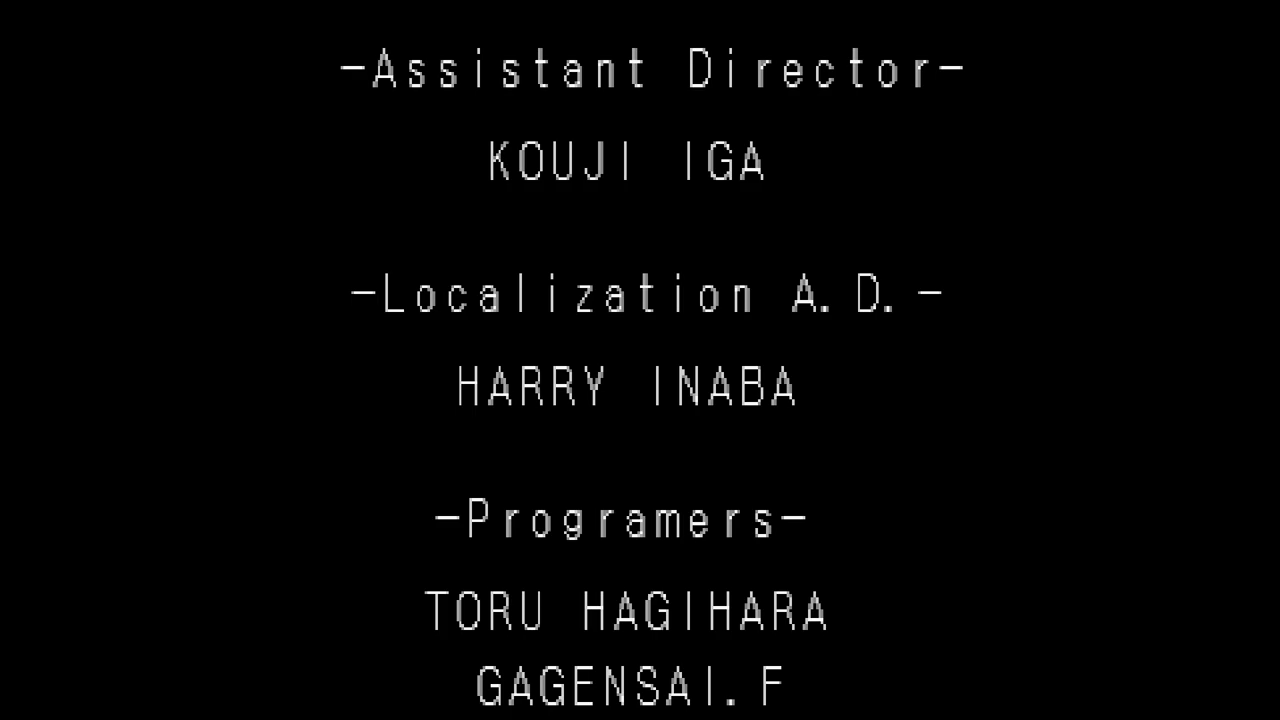 -Assistant Director-
KOUJI IGA
-Localization A.D.-
HARRY INABA
-Programers-
TORU HAGIHARA
GAGENSAI.F